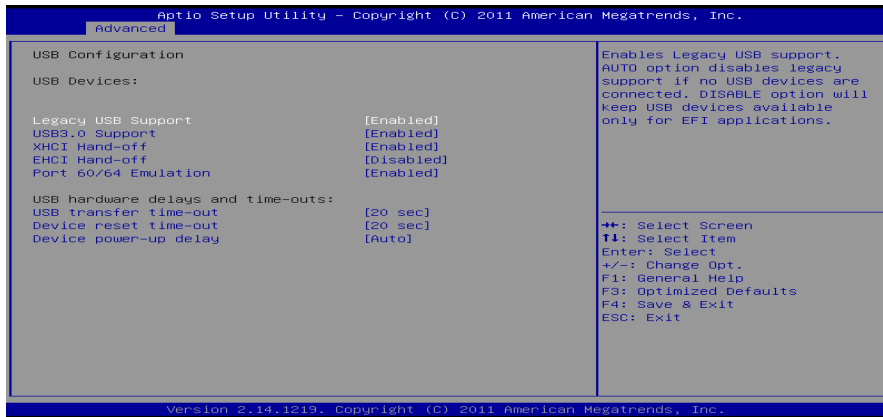 Aptio Setup Utility – Copyright (C) 2011 American Megatrends, Inc.
Advanced
USB Configuration
USB Devices:
Legacy USB Support [Enabled]
USB3.0 Support [Enabled]
XHCI Hand-off [Enabled]
EHCI Hand-off [Disabled]
Port 60/64 Emulation [Enabled]
USB hardware delays and time-outs:
USB transfer time-out [20 sec]
Device reset time-out [20 sec]
Device power-up delay [Auto]
Enables Legacy USB support.
AUTO option disables legacy
support if no USB devices are
connected. DISABLE option will
keep USB devices available
only for EFI applications.
→←: Select Screen
↑↓: Select Item
Enter: Select
+/-: Change Opt.
F1: General Help
F3: Optimized Defaults
F4: Save & Exit
ESC: Exit
Version 2.14.1219. Copyright (C) 2011 American Megatrends, Inc.